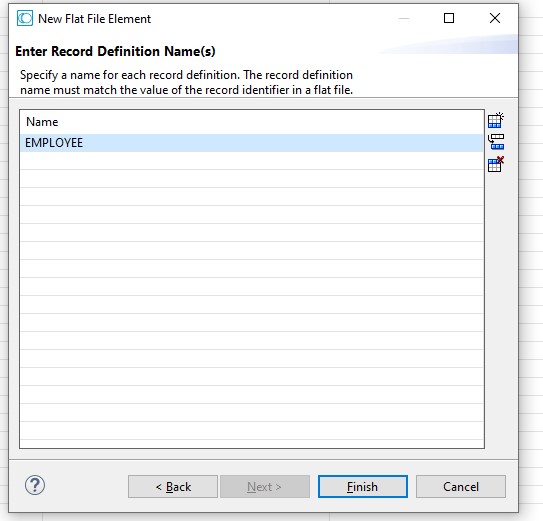 New Flat File Element
Enter Record Definition Name(s)
Specify a name for each record definition. The record definition
name must match the value of the record identifier in a flat file.
Name
EMPLOYEE
< Back
Next >
Finish
Cancel